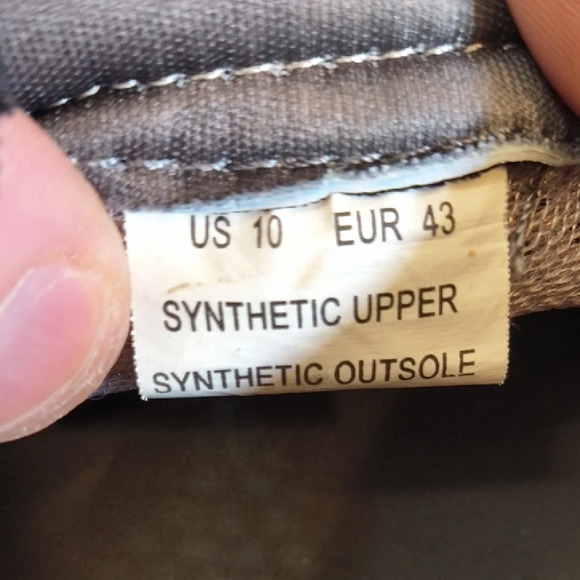 US 10 EUR 43
SYNTHETIC UPPER
SYNTHETIC OUTSOLE